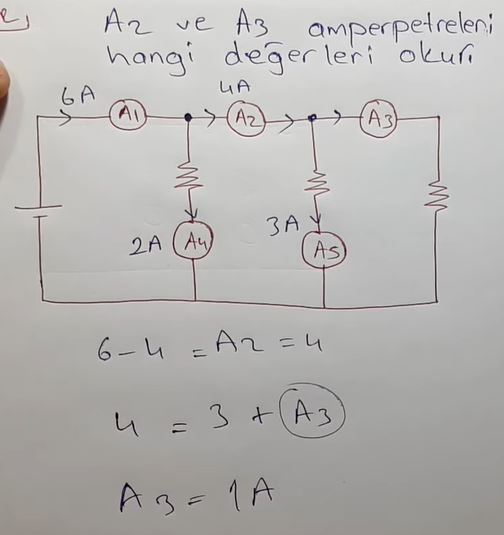 2)
A2 ve A3 amperpetreleri
hangi değerleri okur.
6A
4A
A1
A2
A3
2A
A4
3A
A5
6-4 = A2 = 4
4 = 3 + A3
A3 = 1A